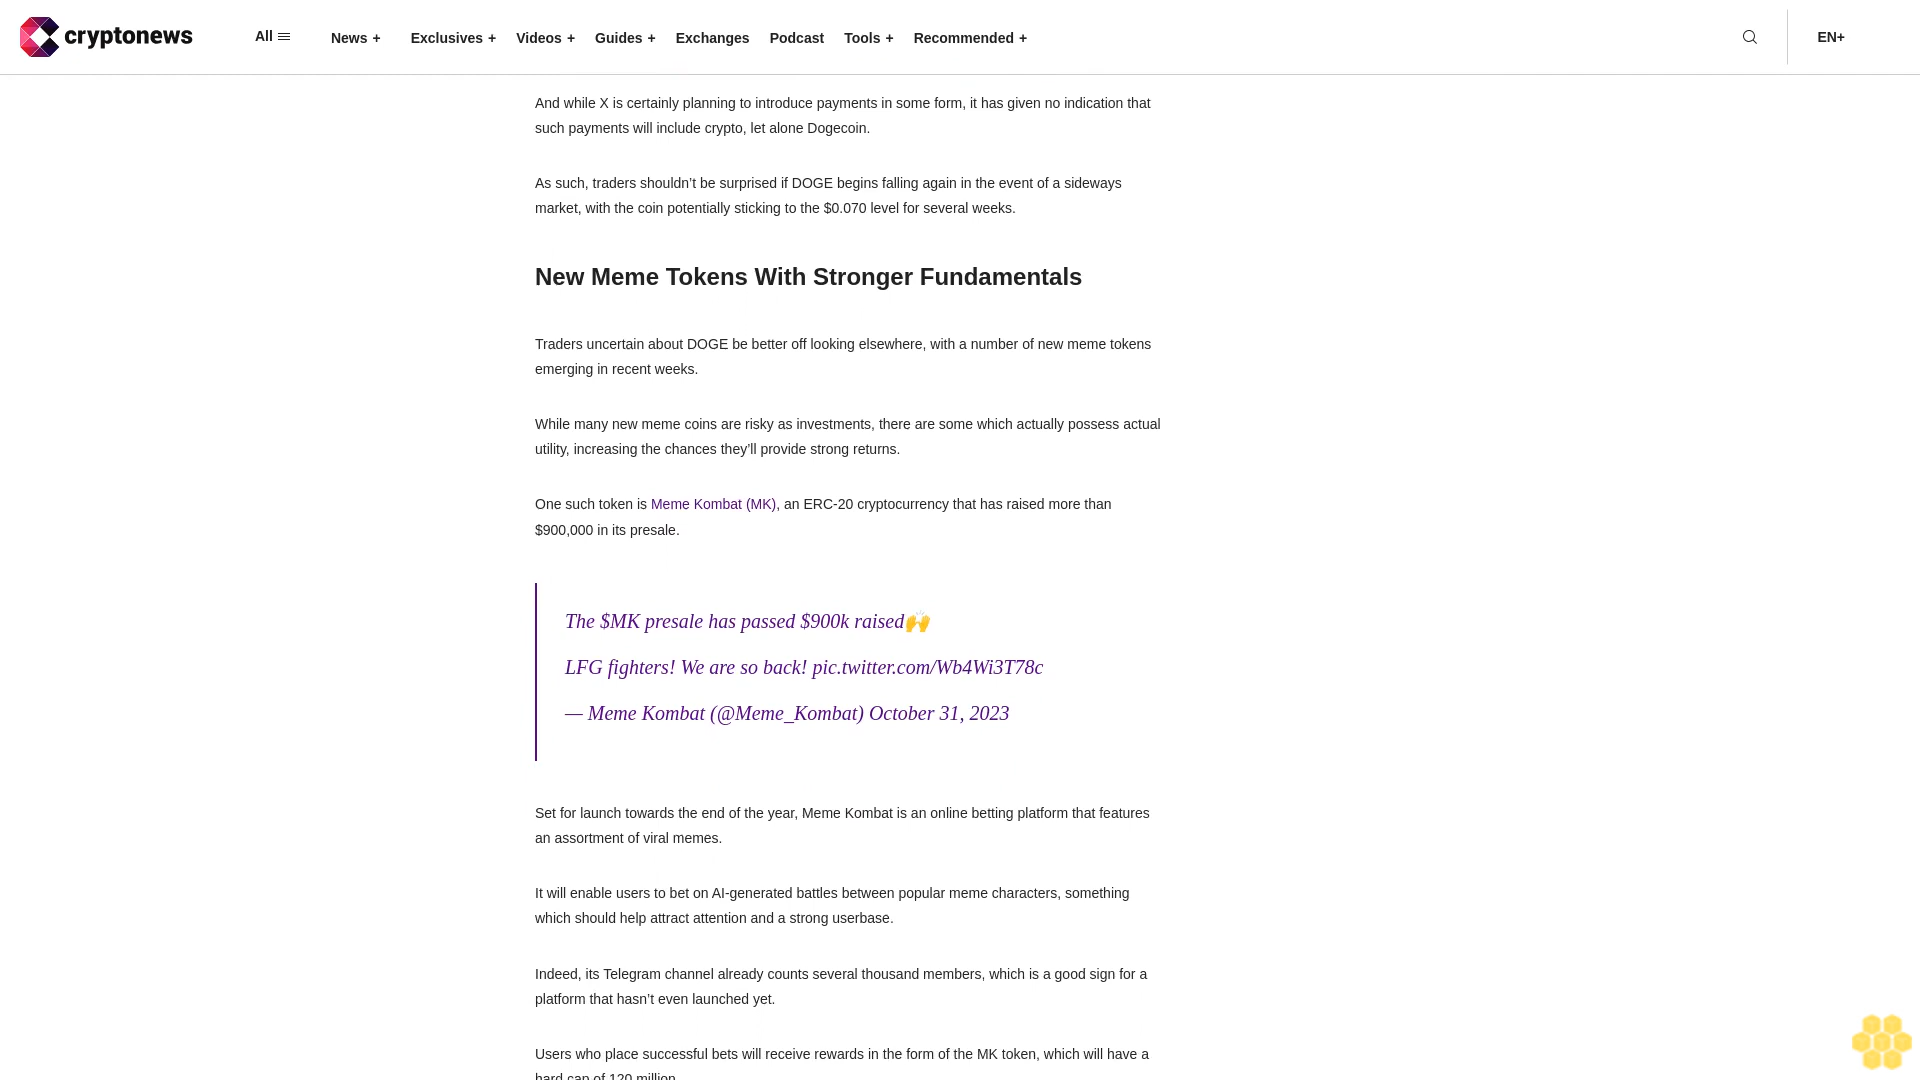 cryptonews
All
News +
Exclusives +
Videos +
Guides +
Exchanges
Podcast
Tools +
Recommended +
EN+
And while X is certainly planning to introduce payments in some form, it has given no indication that
such payments will include crypto, let alone Dogecoin.
As such, traders shouldn’t be surprised if DOGE begins falling again in the event of a sideways
market, with the coin potentially sticking to the $0.070 level for several weeks.
New Meme Tokens With Stronger Fundamentals
Traders uncertain about DOGE be better off looking elsewhere, with a number of new meme tokens
emerging in recent weeks.
While many new meme coins are risky as investments, there are some which actually possess actual
utility, increasing the chances they’ll provide strong returns.
One such token is Meme Kombat (MK), an ERC-20 cryptocurrency that has raised more than
$900,000 in its presale.
The $MK presale has passed $900k raised🙌
LFG fighters! We are so back! pic.twitter.com/Wb4Wi3T78c
— Meme Kombat (@Meme_Kombat) October 31, 2023
Set for launch towards the end of the year, Meme Kombat is an online betting platform that features
an assortment of viral memes.
It will enable users to bet on AI-generated battles between popular meme characters, something
which should help attract attention and a strong userbase.
Indeed, its Telegram channel already counts several thousand members, which is a good sign for a
platform that hasn’t even launched yet.
Users who place successful bets will receive rewards in the form of the MK token, which will have a
hard cap of 120 million.